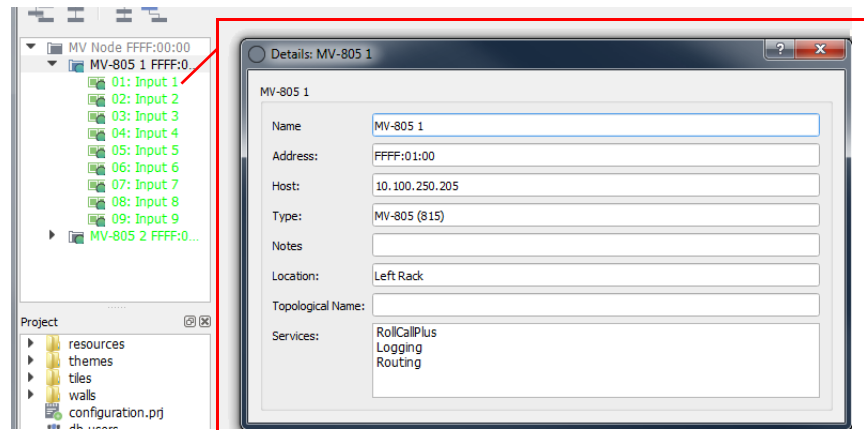 MV Node FFFF:00:00
MV-805 1 FFFF:0...
01: Input 1
02: Input 2
03: Input 3
04: Input 4
05: Input 5
06: Input 6
07: Input 7
08: Input 8
09: Input 9
MV-805 2 FFFF:0...
Project
resources
themes
tiles
walls
configuration.prj
db users
Details: MV-805 1
?
MV-805 1
Name
MV-805 1
Address:
FFFF:01:00
Host:
10.100.250.205
Type:
MV-805 (815)
Notes
Location:
Left Rack
Topological Name:
Services:
RollCallPlus
Logging
Routing